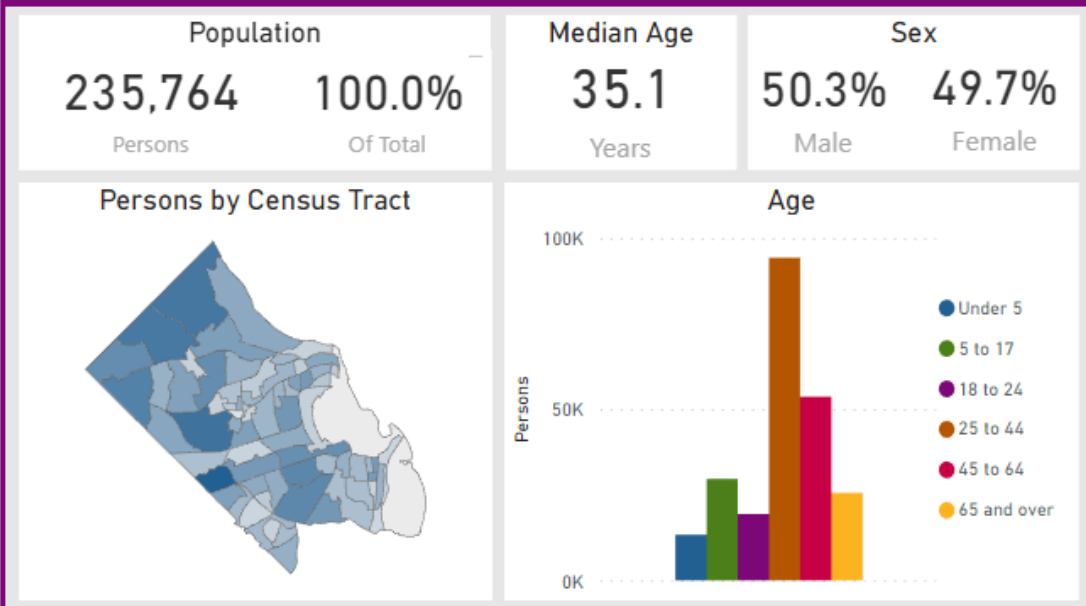 Population
235,764
Persons
100.0%
Of Total
Median Age
35.1
Years
Sex
50.3%
Male
49.7%
Female
Persons by Census Tract
Age
100K
50K
0K
Persons
Under 5
5 to 17
18 to 24
25 to 44
45 to 64
65 and over